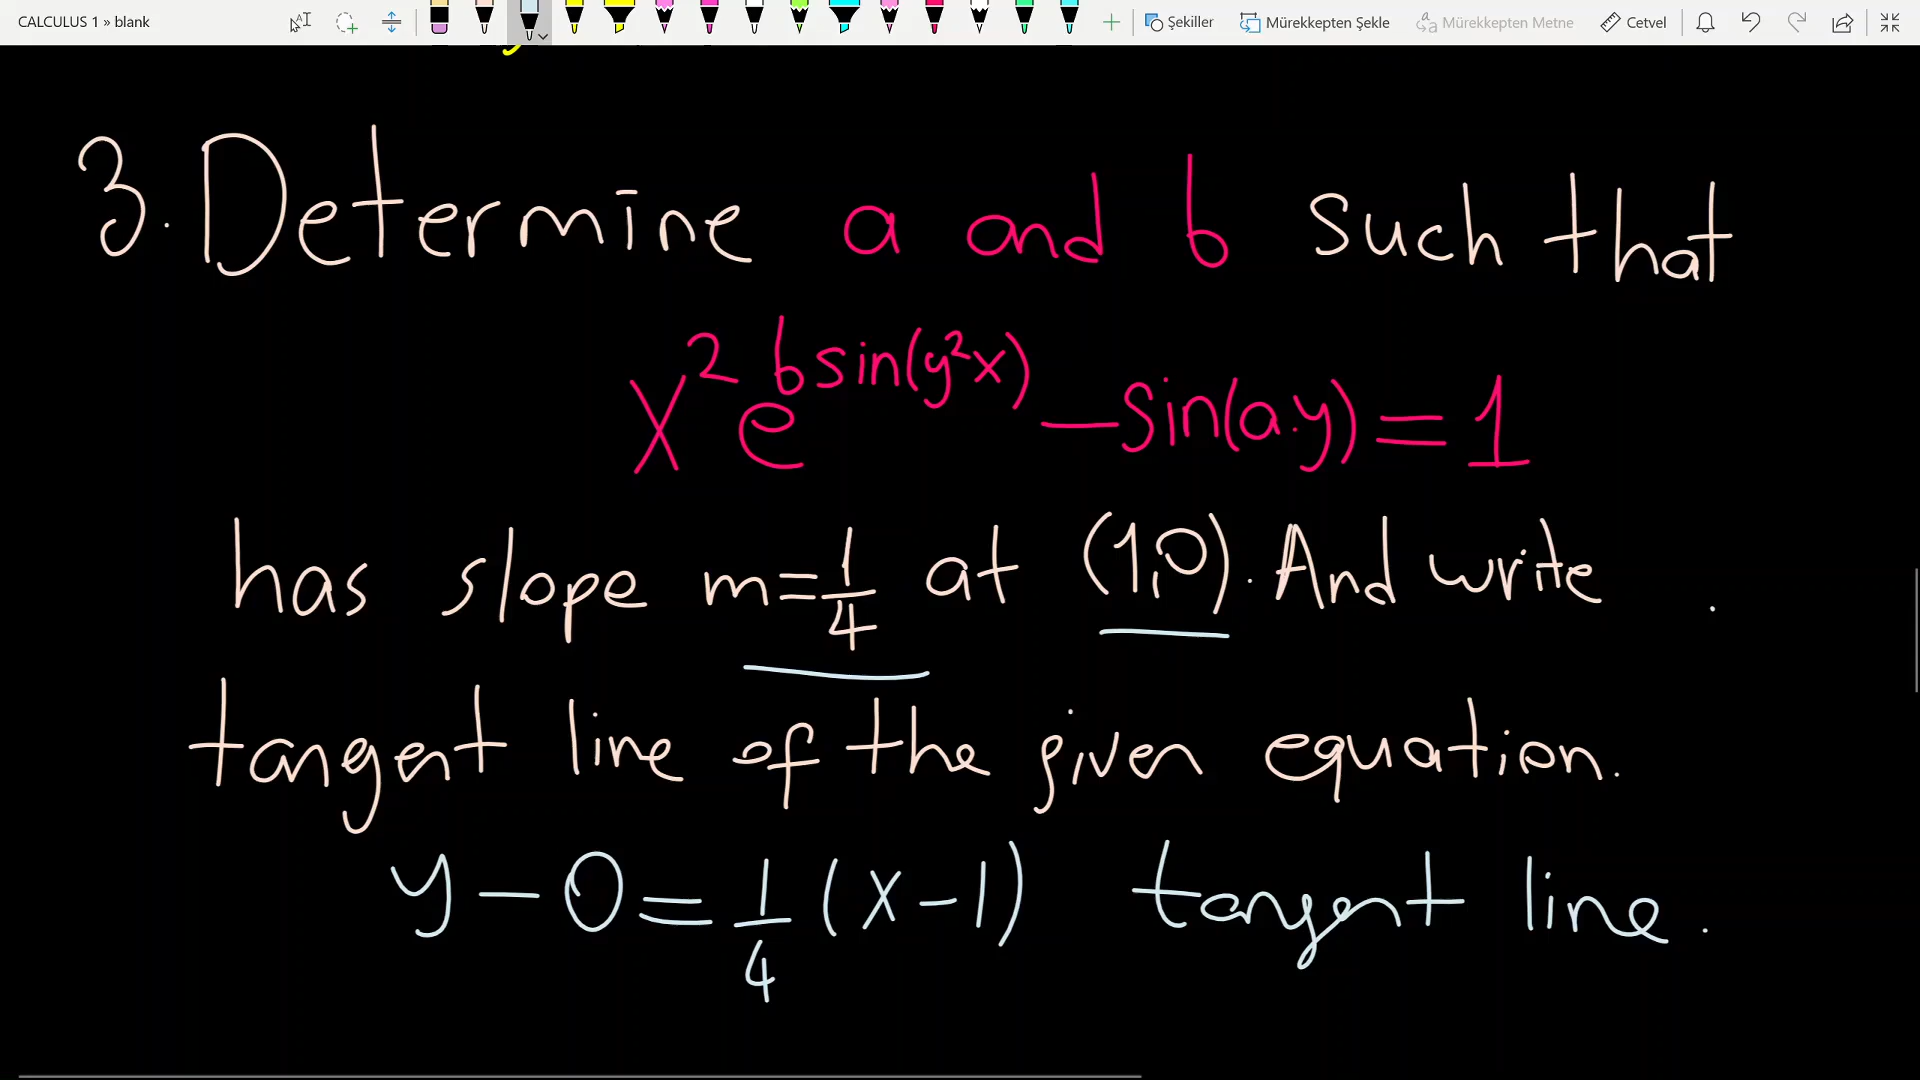 CALCULUS 1 » blank
Şekiller
Mürekkepten Şekle
Mürekkepten Metne
Cetvel
3. Determine a and b such that
x² e^(b sin(y²x)) − sin(a.y) = 1
has slope m = 1/4 at (1,0). And write
tangent line of the given equation.
y − 0 = 1/4 (x − 1) tangent line.